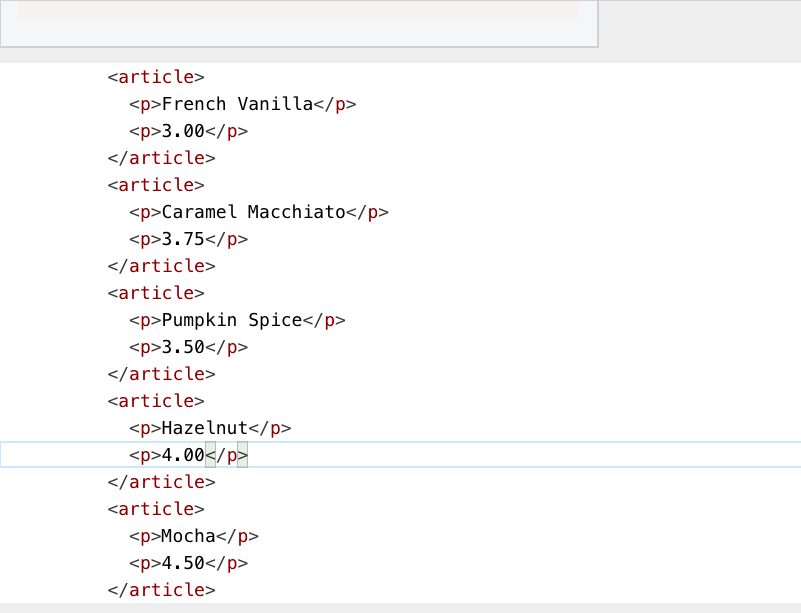 <article>
<p>French Vanilla</p>
<p>3.00</p>
</article>
<article>
<p>Caramel Macchiato</p>
<p>3.75</p>
</article>
<article>
<p>Pumpkin Spice</p>
<p>3.50</p>
</article>
<article>
<p>Hazelnut</p>
<p>4.00</p>
</article>
<article>
<p>Mocha</p>
<p>4.50</p>
</article>